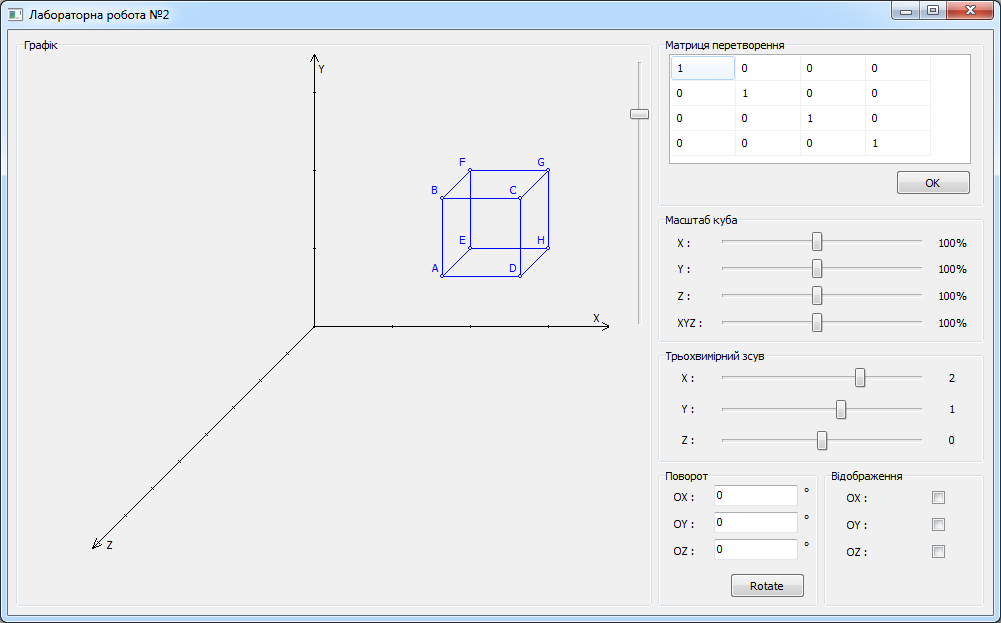 Лабораторна робота №2
Графік
Y
F G
B C
E H
A D
X
Z
Матриця перетворення
1 0 0 0
0 1 0 0
0 0 1 0
0 0 0 1
OK
Масштаб куба
X : 100%
Y : 100%
Z : 100%
XYZ : 100%
Трьохвимірний зсув
X : 2
Y : 1
Z : 0
Поворот
OX : 0 °
OY : 0 °
OZ : 0 °
Rotate
Відображення
OX :
OY :
OZ :